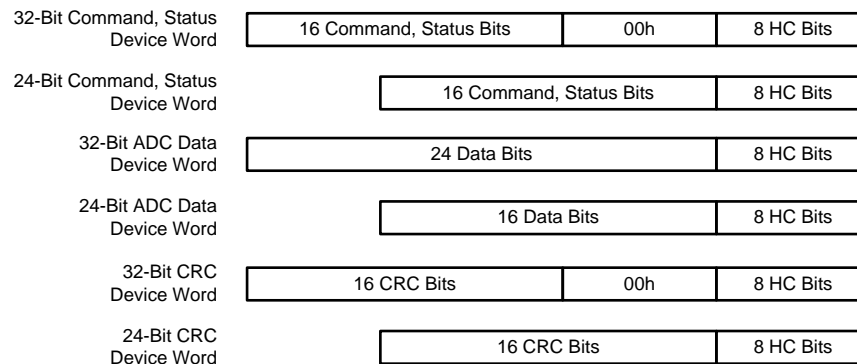 32-Bit Command, Status
Device Word
16 Command, Status Bits 00h 8 HC Bits
24-Bit Command, Status
Device Word
16 Command, Status Bits 8 HC Bits
32-Bit ADC Data
Device Word
24 Data Bits 8 HC Bits
24-Bit ADC Data
Device Word
16 Data Bits 8 HC Bits
32-Bit CRC
Device Word
16 CRC Bits 00h 8 HC Bits
24-Bit CRC
Device Word
16 CRC Bits 8 HC Bits